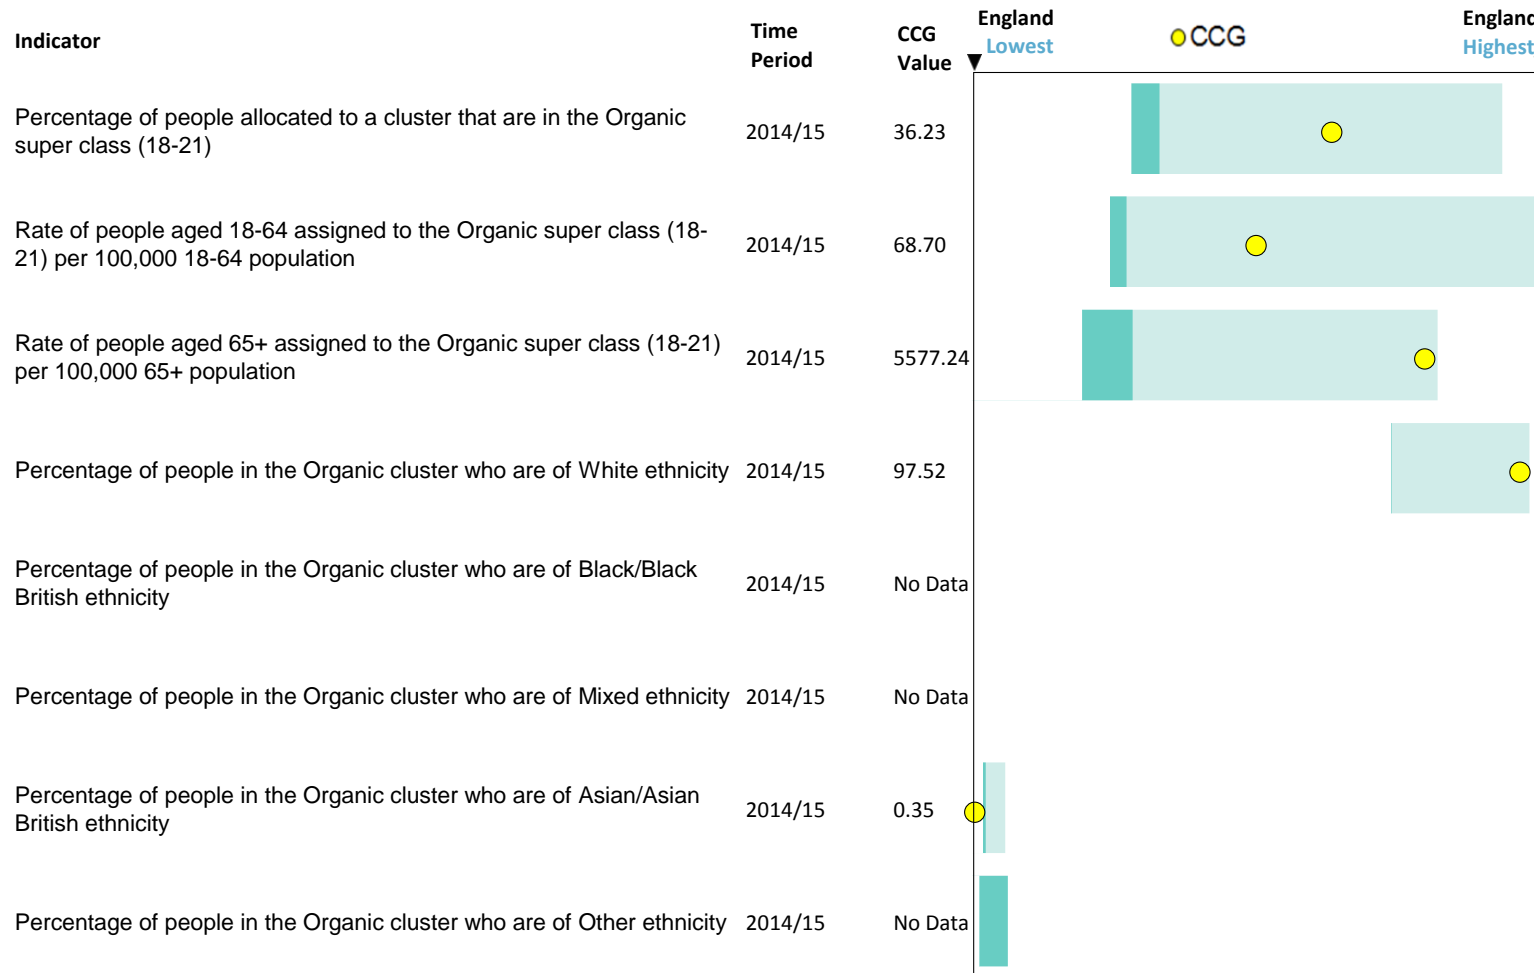 Indicator
Time Period
CCG Value
England Lowest
CCG
England Highest
Percentage of people allocated to a cluster that are in the Organic
super class (18-21)
2014/15
36.23
Rate of people aged 18-64 assigned to the Organic super class (18-
21) per 100,000 18-64 population
2014/15
68.70
Rate of people aged 65+ assigned to the Organic super class (18-21)
per 100,000 65+ population
2014/15
5577.24
Percentage of people in the Organic cluster who are of White ethnicity
2014/15
97.52
Percentage of people in the Organic cluster who are of Black/Black
British ethnicity
2014/15
No Data
Percentage of people in the Organic cluster who are of Mixed ethnicity
2014/15
No Data
Percentage of people in the Organic cluster who are of Asian/Asian
British ethnicity
2014/15
0.35
Percentage of people in the Organic cluster who are of Other ethnicity
2014/15
No Data